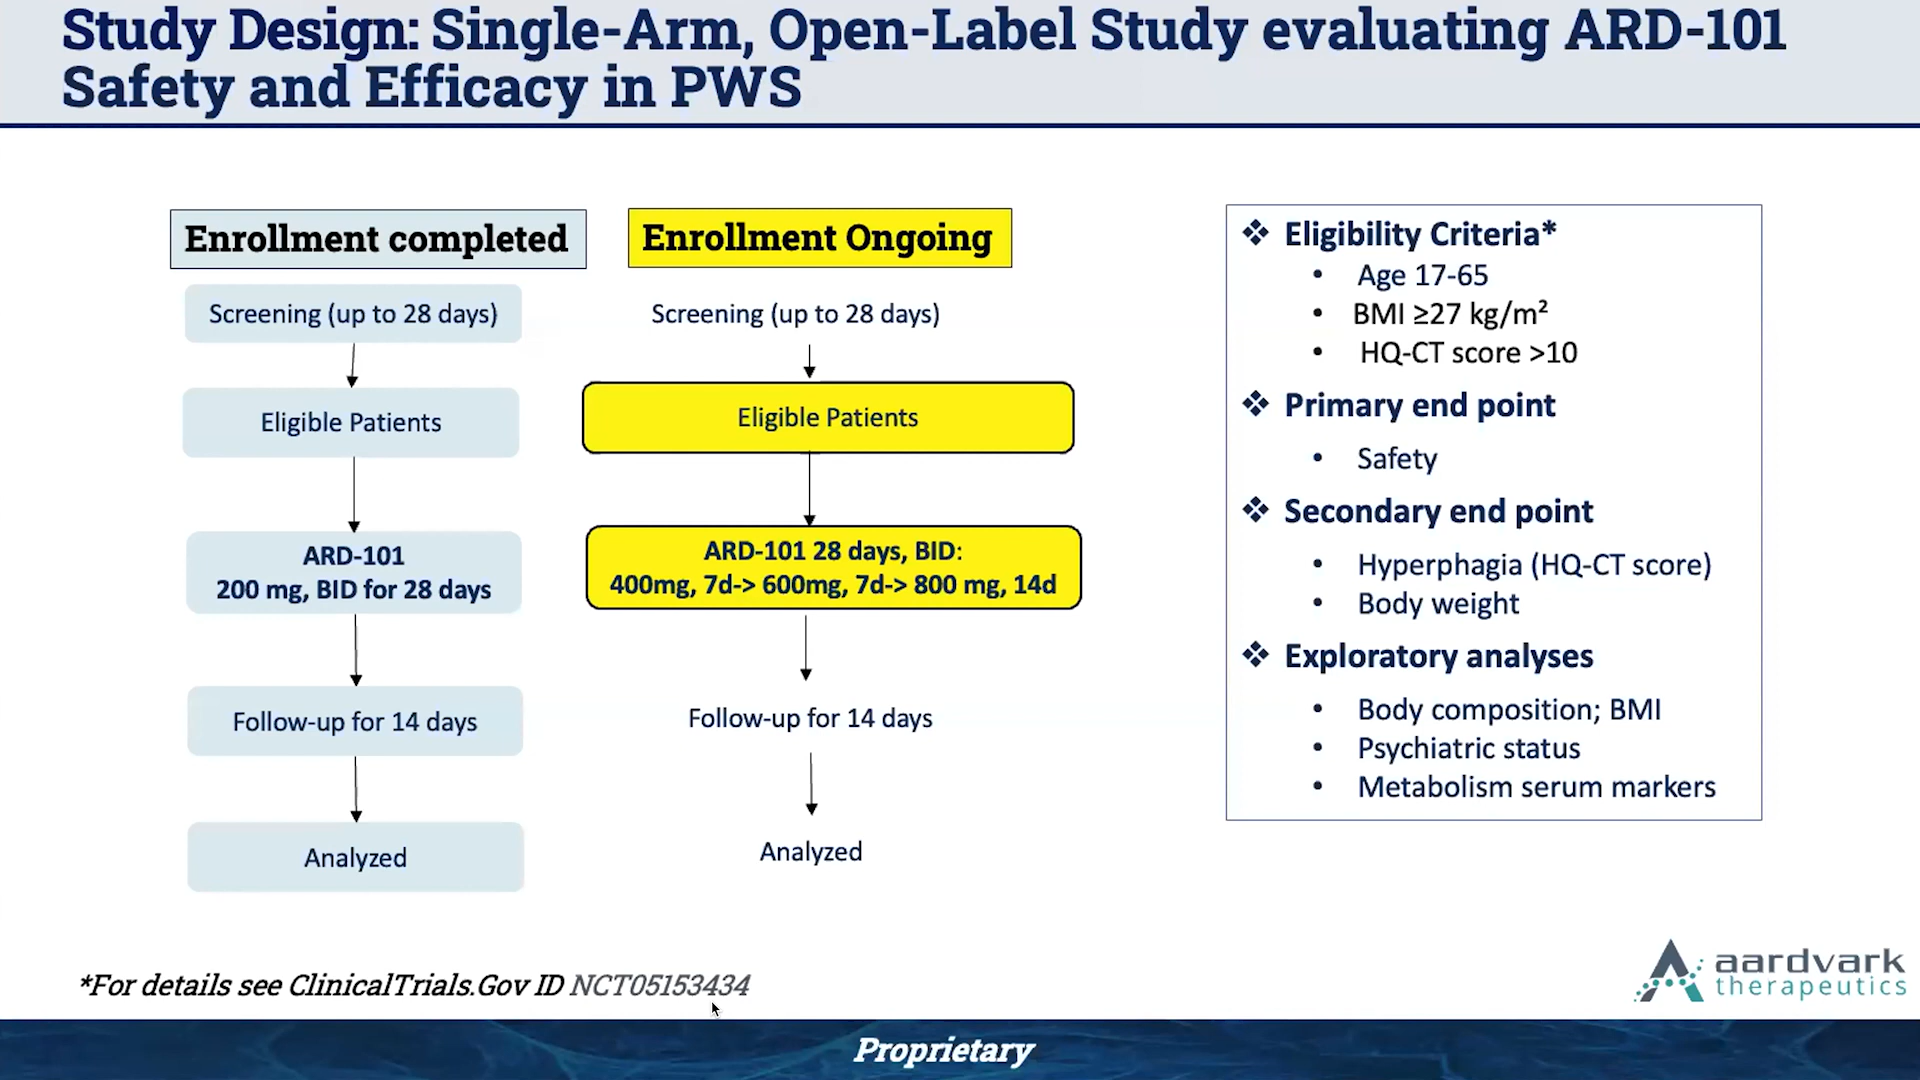 Study Design: Single-Arm, Open-Label Study evaluating ARD-101
Safety and Efficacy in PWS
Enrollment completed
Screening (up to 28 days)
Eligible Patients
ARD-101
200 mg, BID for 28 days
Follow-up for 14 days
Analyzed
Enrollment Ongoing
Screening (up to 28 days)
Eligible Patients
ARD-101 28 days, BID:
400mg, 7d-> 600mg, 7d-> 800 mg, 14d
Follow-up for 14 days
Analyzed
❖ Eligibility Criteria*
• Age 17-65
• BMI ≥27 kg/m²
• HQ-CT score >10
❖ Primary end point
• Safety
❖ Secondary end point
• Hyperphagia (HQ-CT score)
• Body weight
❖ Exploratory analyses
• Body composition; BMI
• Psychiatric status
• Metabolism serum markers
*For details see ClinicalTrials.Gov ID NCT05153434
aardvark
therapeutics
Proprietary